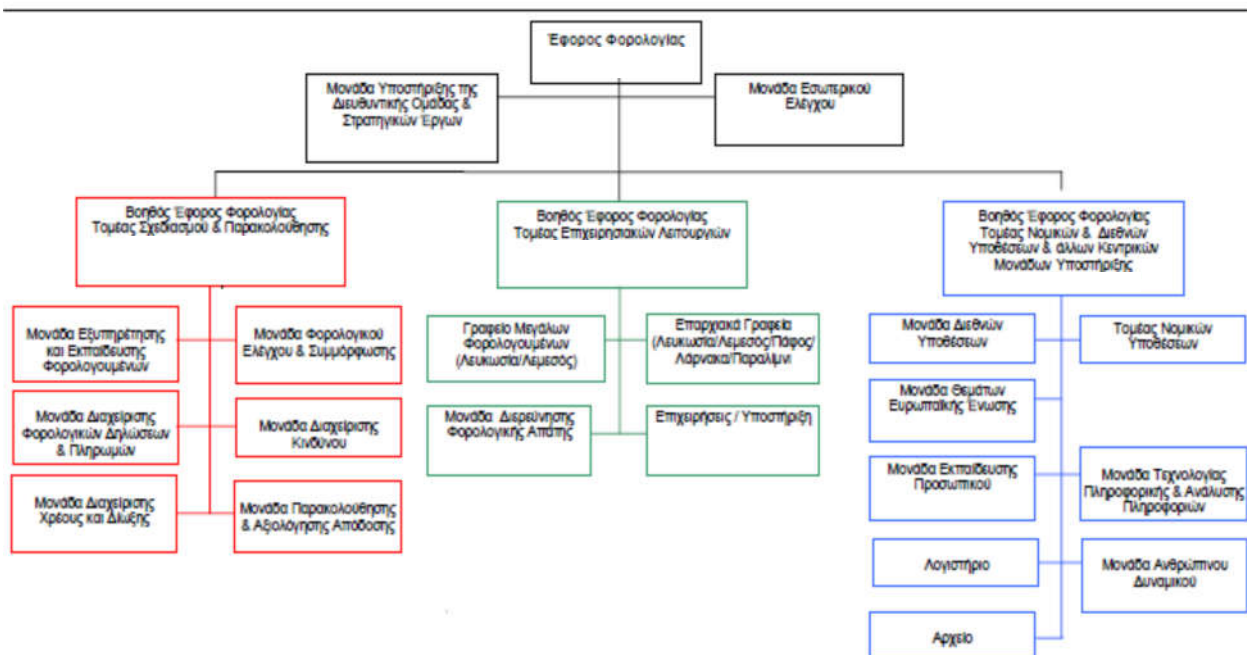 Έφορος Φορολογίας
Μονάδα Υποστήριξης της
Διευθυντικής Ομάδας &
Στρατηγικών Έργων
Μονάδα Εσωτερικού
Ελέγχου
Βοηθός Έφορος Φορολογίας
Τομέας Σχεδιασμού & Παρακολούθησης
Μονάδα Εξυπηρέτησης
και Εκπαίδευσης
Φορολογουμένων
Μονάδα Φορολογικού
Ελέγχου & Συμμόρφωσης
Μονάδα Διαχείρισης
Φορολογικών Δηλώσεων
& Πληρωμών
Μονάδα Διαχείρισης
Κινδύνου
Μονάδα Διαχείρισης
Χρέους και Δίωξης
Μονάδα Παρακολούθησης
& Αξιολόγησης Απόδοσης
Βοηθός Έφορος Φορολογίας
Τομέας Επιχειρησιακών Λειτουργιών
Γραφείο Μεγάλων
Φορολογουμένων
(Λευκωσία/Λεμεσός)
Επαρχιακά Γραφεία
(Λευκωσία/Λεμεσός/Πάφος/
Λάρνακα/Παραλίμνι
Μονάδα Διερεύνησης
Φορολογικής Απάτης
Επιχειρήσεις / Υποστήριξη
Βοηθός Έφορος Φορολογίας
Τομέας Νομικών & Διεθνών
Υποθέσεων & άλλων Κεντρικών
Μονάδων Υποστήριξης
Μονάδα Διεθνών
Υποθέσεων
Τομέας Νομικών
Υποθέσεων
Μονάδα Θεμάτων
Ευρωπαϊκής Ένωσης
Μονάδα Εκπαίδευσης
Προσωπικού
Μονάδα Τεχνολογίας
Πληροφορικής & Ανάλυσης
Πληροφοριών
Λογιστήριο
Μονάδα Ανθρώπινου
Δυναμικού
Αρχείο